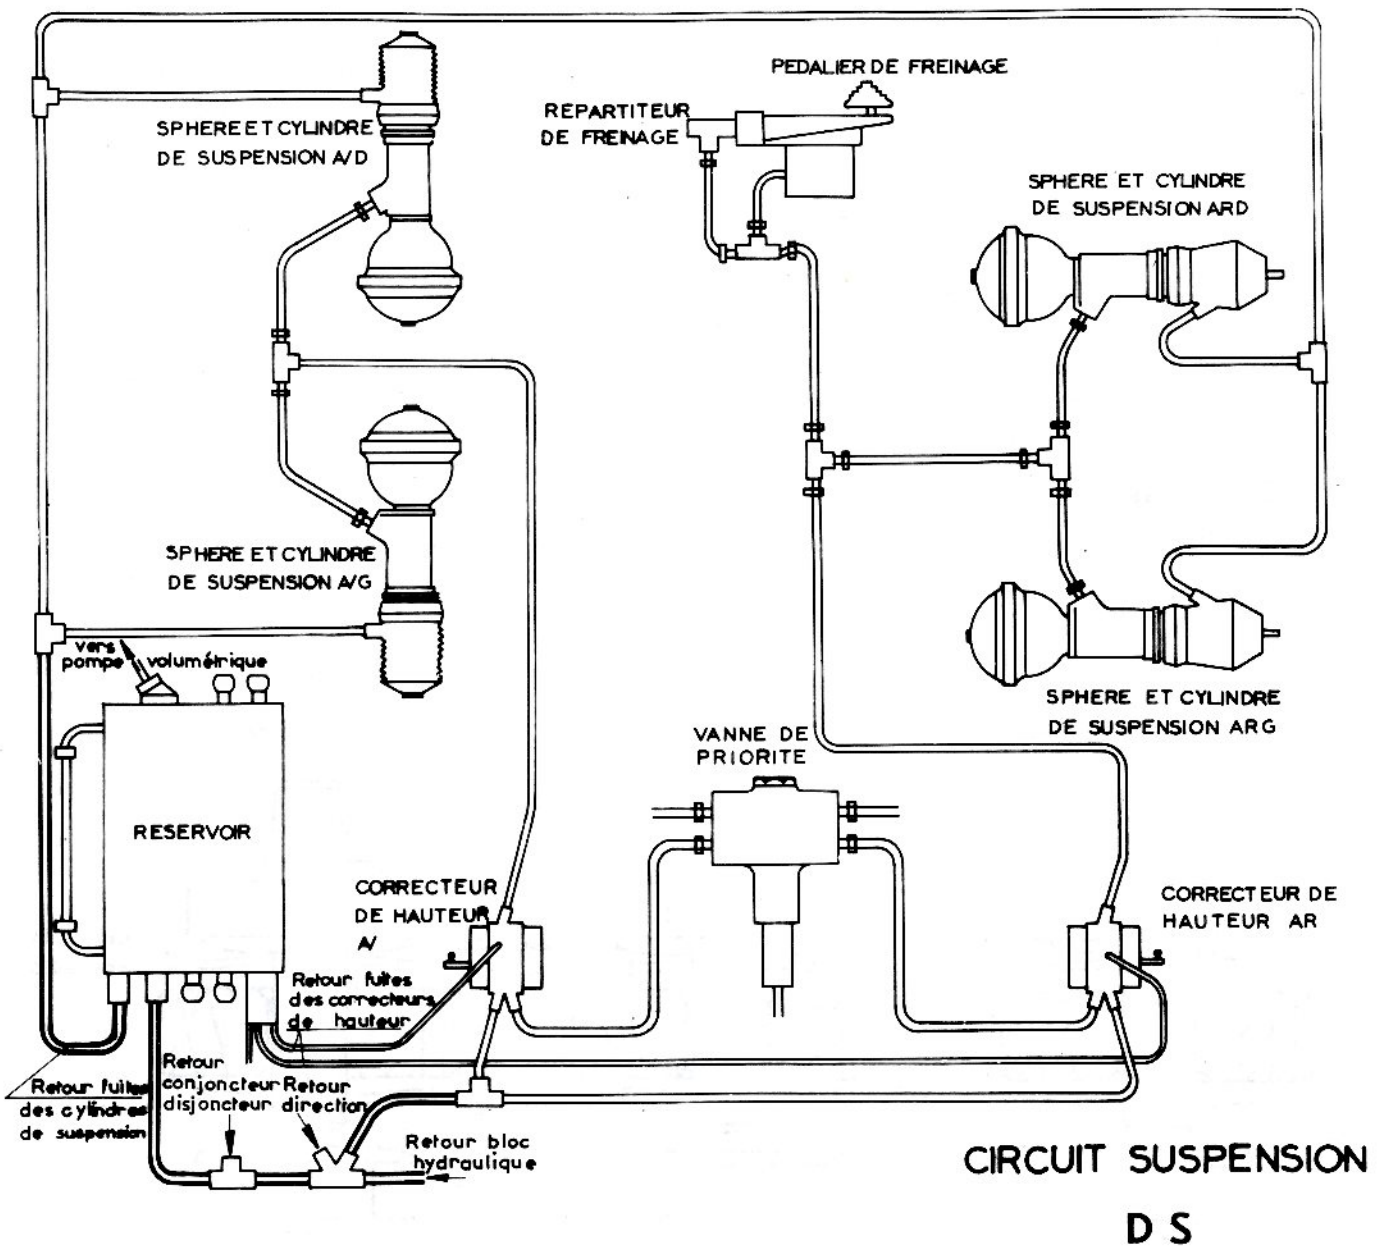 PEDALIER DE FREINAGE
REPARTITEUR
DE FREINAGE
SPHERE ET CYLINDRE
DE SUSPENSION A/D
SPHERE ET CYLINDRE
DE SUSPENSION ARD
SPHERE ET CYLINDRE
DE SUSPENSION A/G
vers
pompe volumétrique
SPHERE ET CYLINDRE
DE SUSPENSION ARG
VANNE DE
PRIORITE
RESERVOIR
CORRECTEUR
DE HAUTEUR
A/
CORRECTEUR DE
HAUTEUR AR
Retour fuites
des correcteurs
de hauteur
Retour fuites
des cylindres
de suspension
Retour
conjoncteur
disjoncteur
Retour
direction
Retour bloc
hydraulique
CIRCUIT SUSPENSION
DS